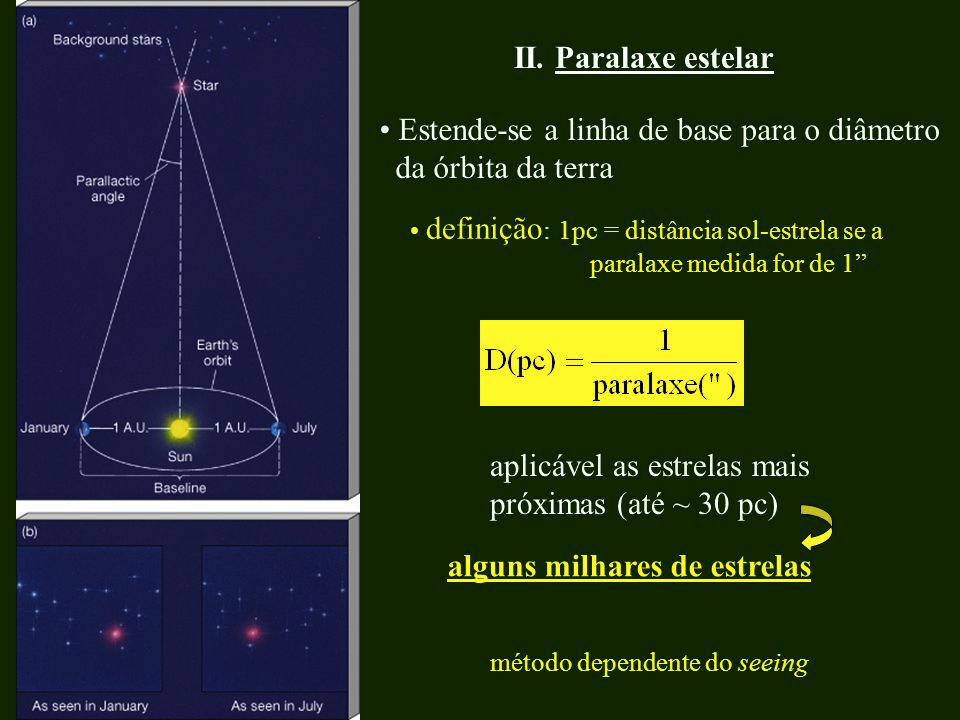 (a)
Background stars
Star
Parallactic
angle
Earth's
orbit
January
1 A.U.
1 A.U.
July
Sun
Baseline
(b)
As seen in January
As seen in July
II. Paralaxe estelar
• Estende-se a linha de base para o diâmetro
da órbita da terra
• definição: 1pc = distância sol-estrela se a
paralaxe medida for de 1”
D(pc) = 1 / paralaxe(")
aplicável as estrelas mais
próximas (até ~ 30 pc)
alguns milhares de estrelas
método dependente do seeing